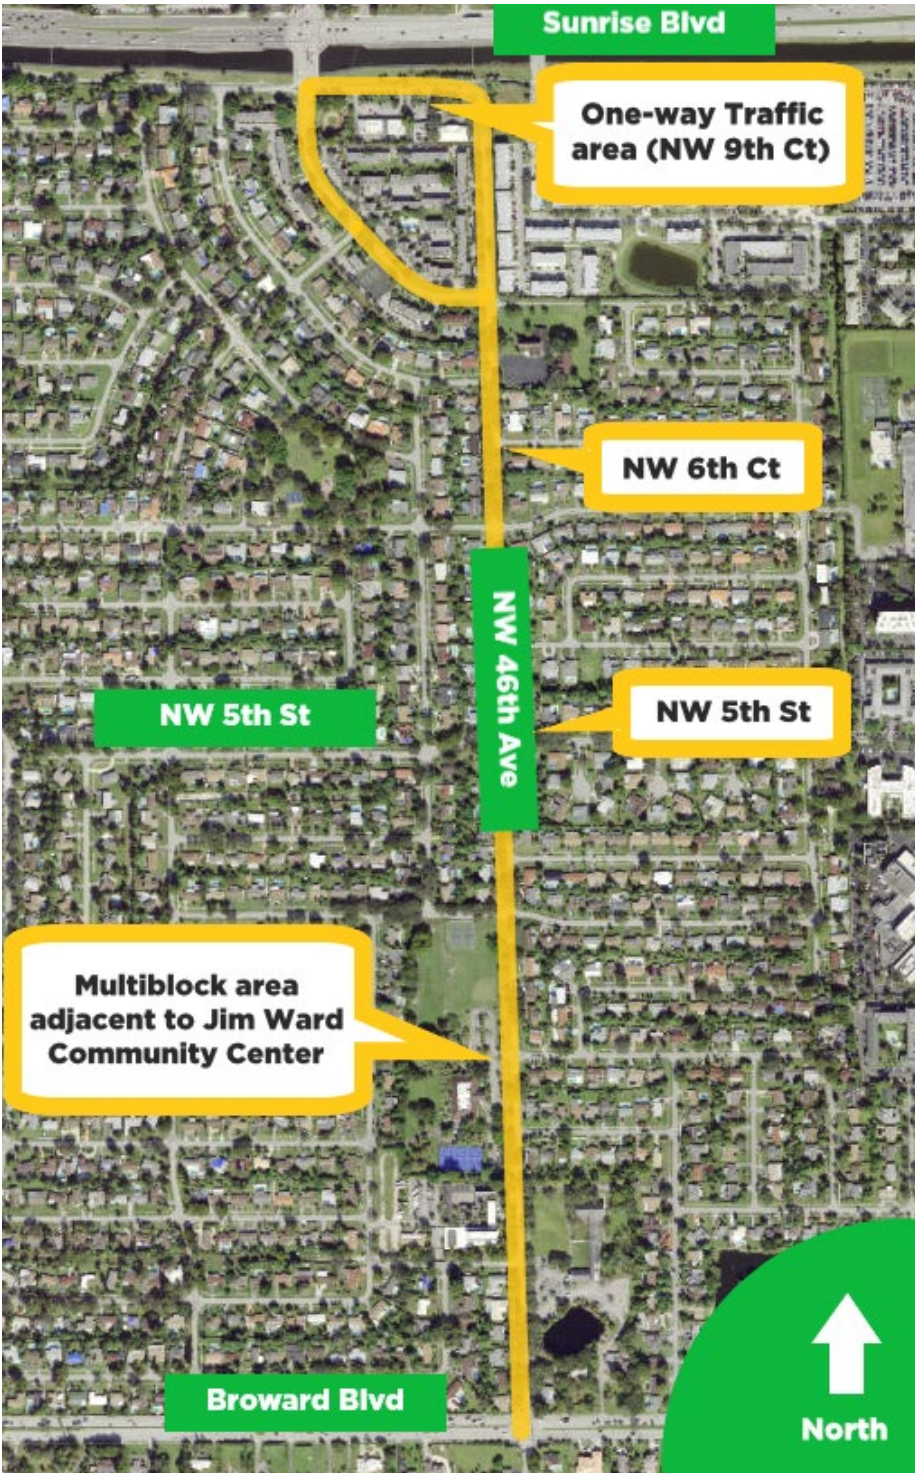 Sunrise Blvd
One-way Traffic
area (NW 9th Ct)
NW 6th Ct
NW 46th Ave
NW 5th St
NW 5th St
Multiblock area
adjacent to Jim Ward
Community Center
Broward Blvd
North